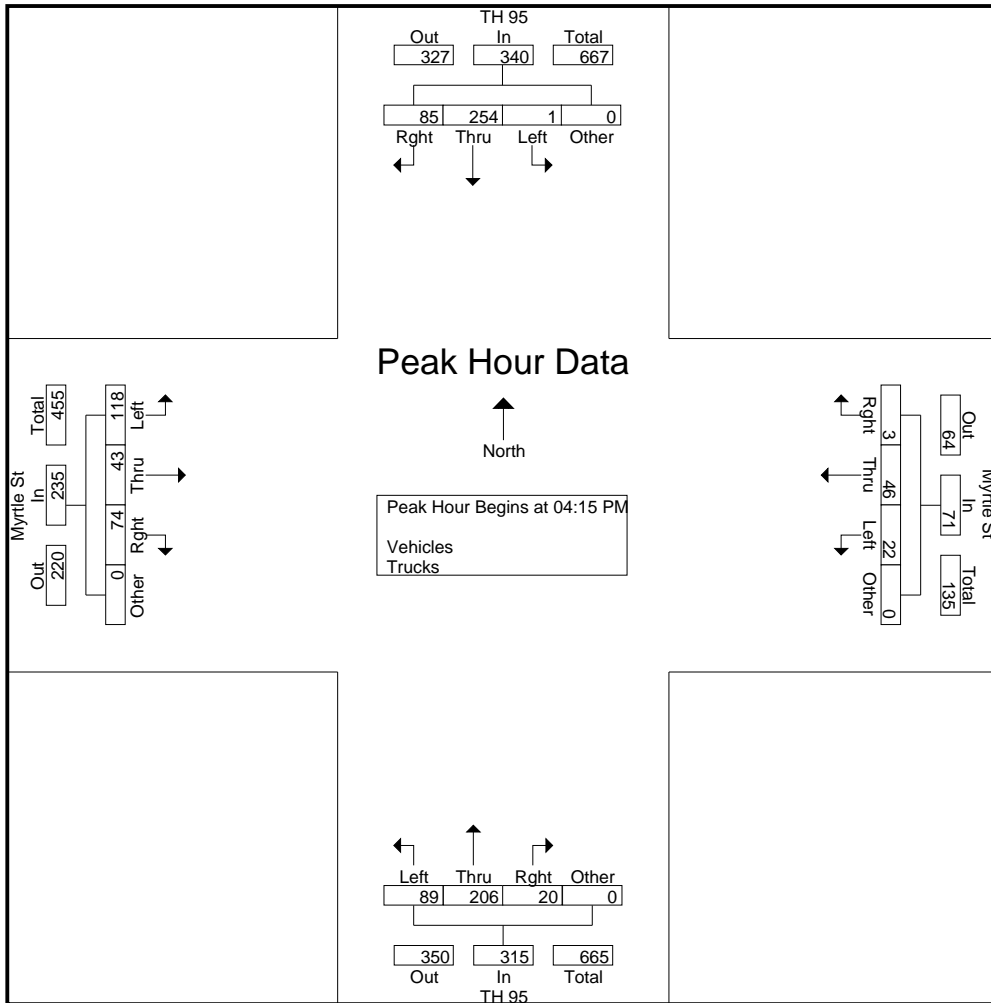 TH 95
Out In Total
327 340 667
85 254 1 0
Rght Thru Left Other
Peak Hour Data
North
Peak Hour Begins at 04:15 PM
Vehicles
Trucks
Myrtle St
Total In Out
455 235 220
118 43 74 0
Left Thru Rght Other
Rght Thru Left Other
3 46 22 0
64 71 135
Out In Total
Myrtle St
Left Thru Rght Other
89 206 20 0
350 315 665
Out In Total
TH 95